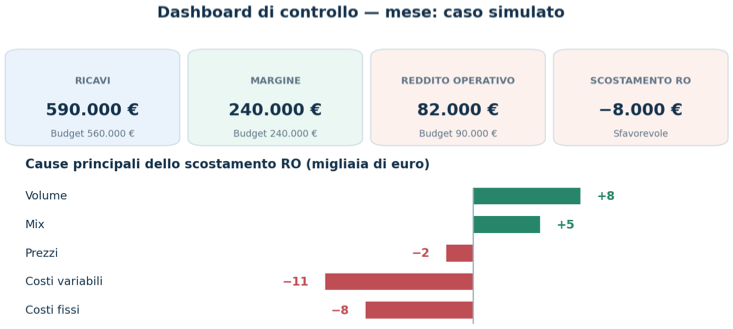 Dashboard di controllo — mese: caso simulato
RICAVI
590.000 €
Budget 560.000 €
MARGINE
240.000 €
Budget 240.000 €
REDDITO OPERATIVO
82.000 €
Budget 90.000 €
SCOSTAMENTO RO
−8.000 €
Sfavorevole
Cause principali dello scostamento RO (migliaia di euro)
Volume +8
Mix +5
Prezzi −2
Costi variabili −11
Costi fissi −8